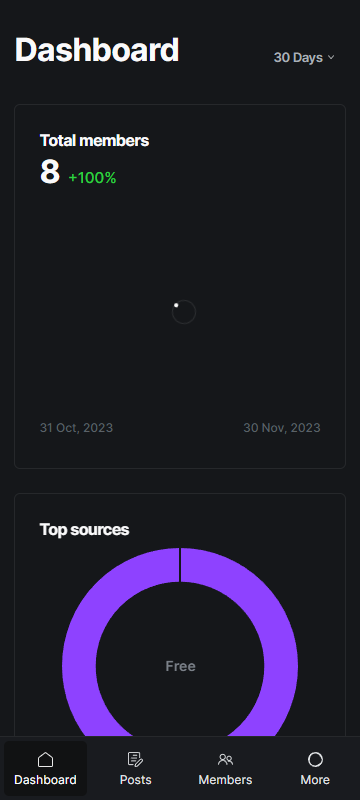 Dashboard
30 Days
Total members
8 +100%
31 Oct, 2023
30 Nov, 2023
Top sources
Free
Dashboard
Posts
Members
More